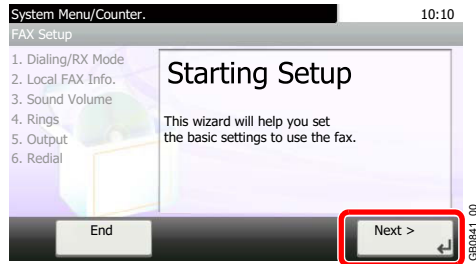 System Menu/Counter.
10:10
FAX Setup
1. Dialing/RX Mode
2. Local FAX Info.
3. Sound Volume
4. Rings
5. Output
6. Redial
Starting Setup
This wizard will help you set
the basic settings to use the fax.
End
Next >
GB0841_00